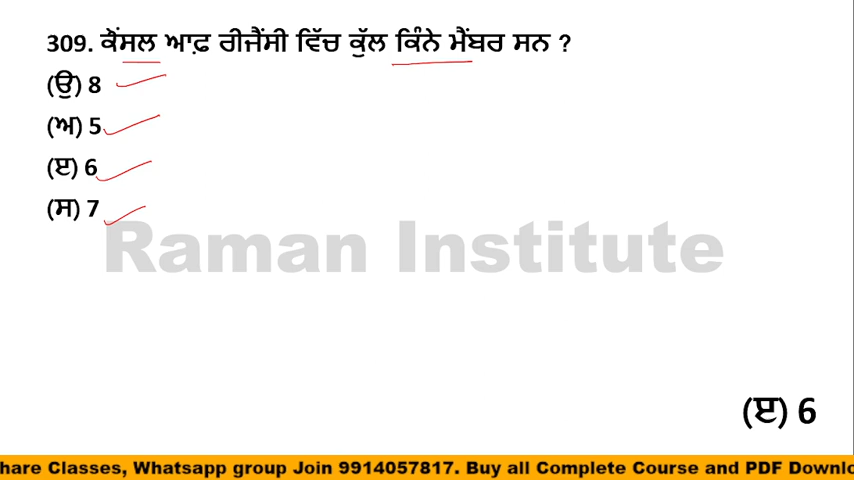 309. ਕੌਂਸਲ ਆਫ਼ ਰੀਜੈਂਸੀ ਵਿੱਚ ਕੁੱਲ ਕਿੰਨੇ ਮੈਂਬਰ ਸਨ ?
(ਉ) 8
(ਅ) 5
(ੲ) 6
(ਸ) 7
Raman Institute
(ੲ) 6
hare Classes, Whatsapp group Join 9914057817. Buy all Complete Course and PDF Downlo